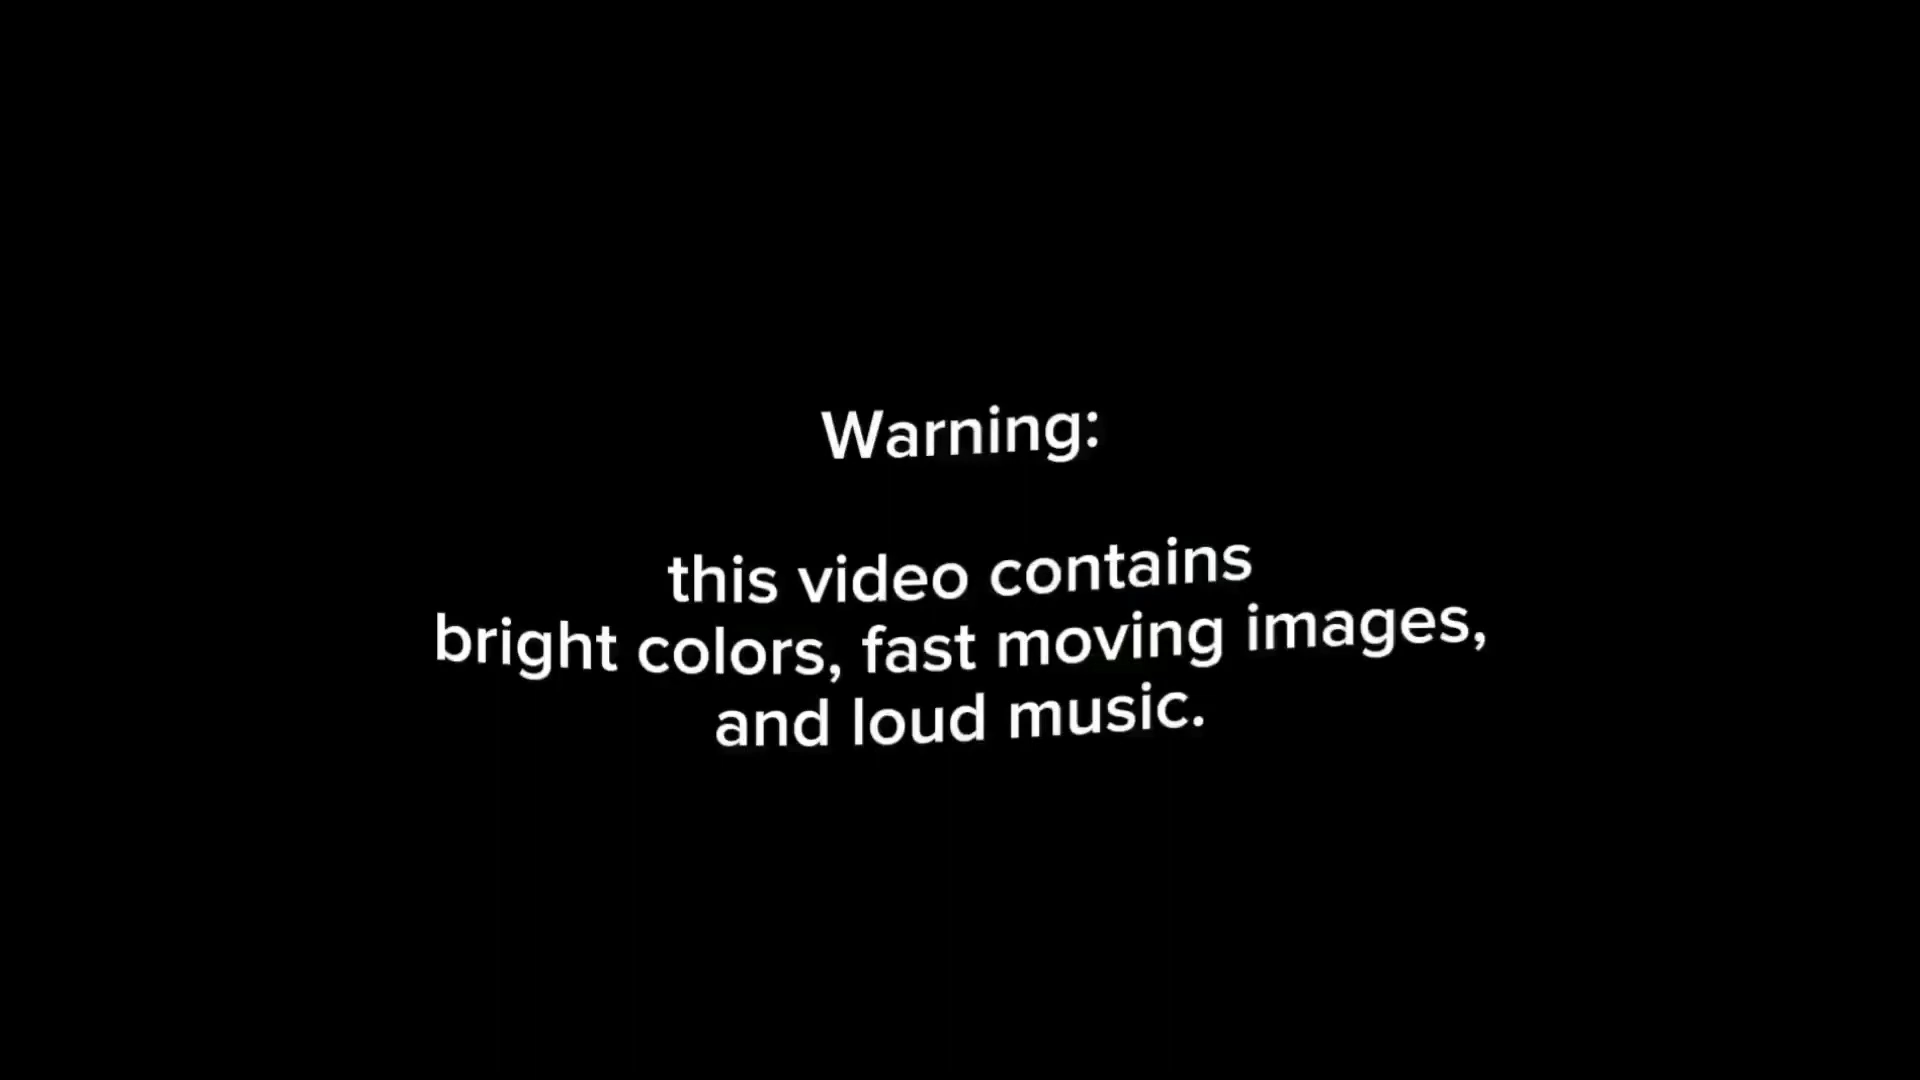 Warning:
this video contains
bright colors, fast moving images,
and loud music.